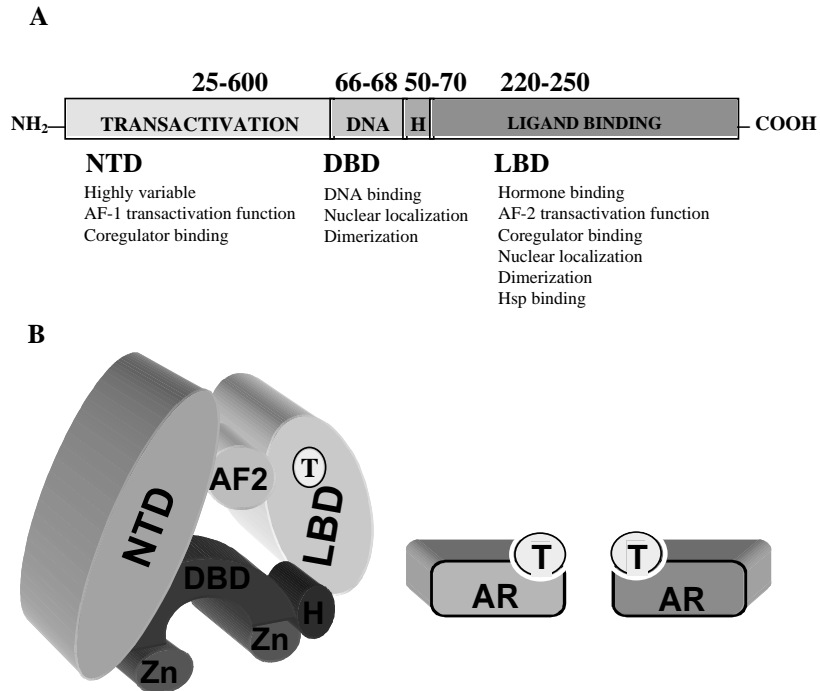 A
25-600 66-68 50-70 220-250
NH2 TRANSACTIVATION DNA H LIGAND BINDING COOH
NTD DBD LBD
Highly variable
AF-1 transactivation function
Coregulator binding
DNA binding
Nuclear localization
Dimerization
Hormone binding
AF-2 transactivation function
Coregulator binding
Nuclear localization
Dimerization
Hsp binding
B
NTD
AF2
T
LBD
DBD
H
Zn
Zn
T
AR
T
AR